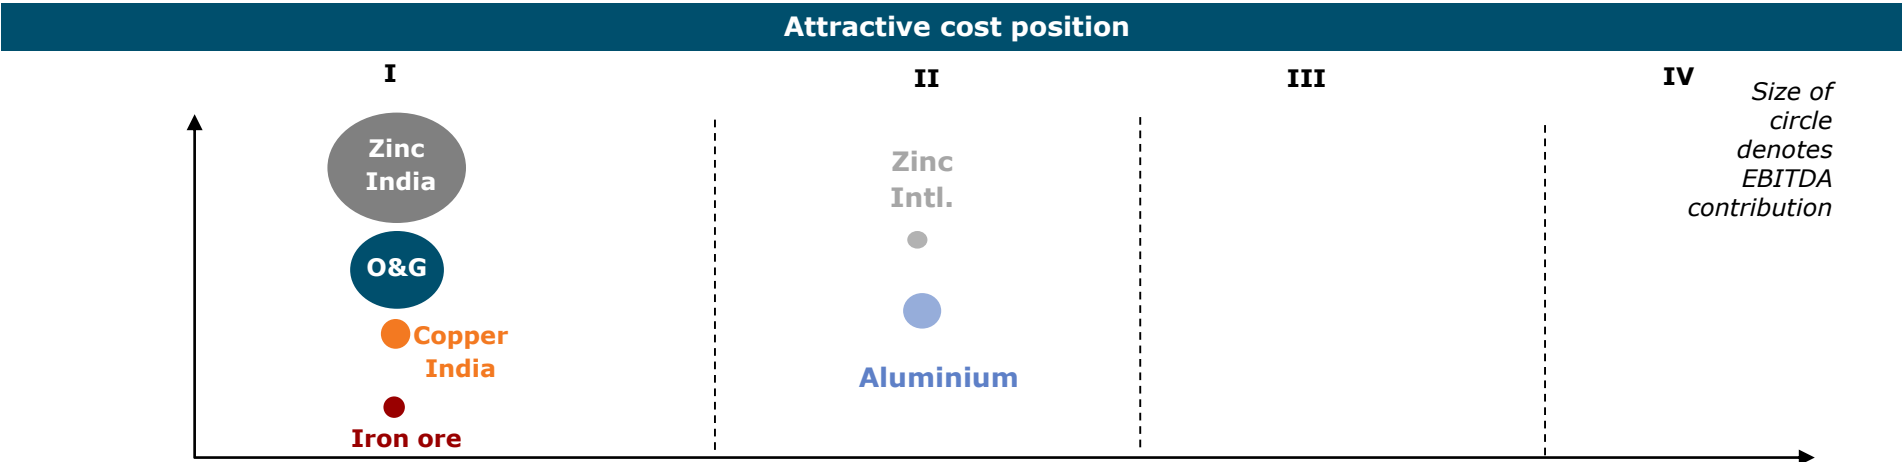 Attractive cost position
I
II
III
IV
Size of
circle
denotes
EBITDA
contribution
Zinc
India
O&G
Copper
India
Iron ore
Zinc
Intl.
Aluminium